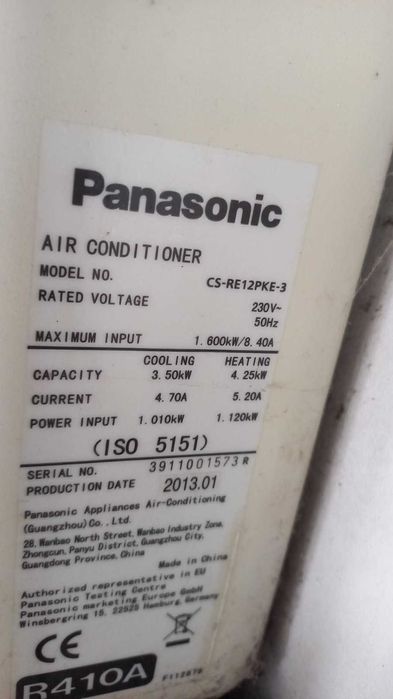 Panasonic
AIR CONDITIONER
MODEL NO. CS-RE12PKE-3
RATED VOLTAGE 230V~
50Hz
MAXIMUM INPUT 1.600kW/8.40A
COOLING HEATING
CAPACITY 3.50kW 4.25kW
CURRENT 4.70A 5.20A
POWER INPUT 1.010kW 1.120kW
(ISO 5151)
SERIAL NO. 3911001573R
PRODUCTION DATE 2013.01
Panasonic Appliances Air-Conditioning
(Guangzhou) Co., Ltd.
28, Wanbao North Street, Wanbao Industry Zone,
Zhongcun, Panyu District, Guangzhou City,
Guangdong Province, China
Made in China
Authorized representative in EU
Panasonic Testing Centre
Panasonic marketing Europe GmbH
Winsbergring 15, 22525 Hamburg, Germany
CE
R410A